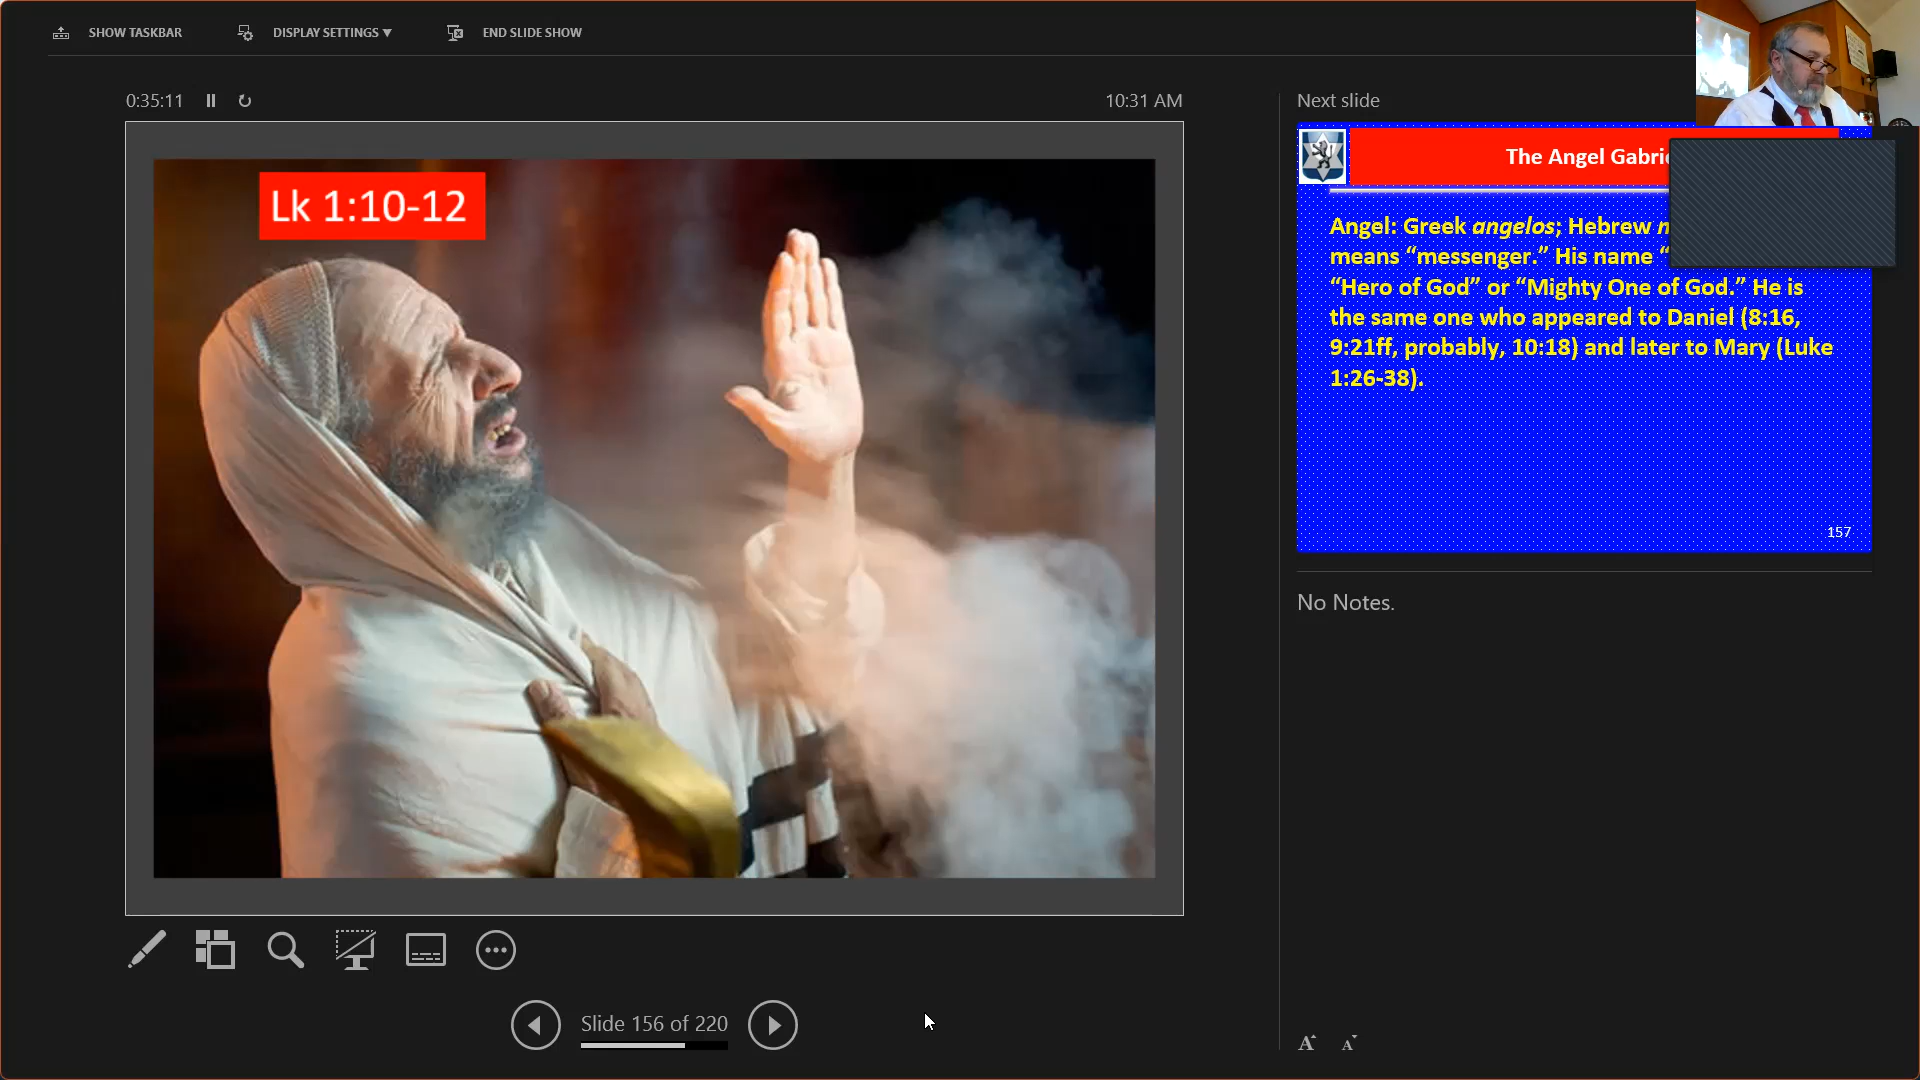 SHOW TASKBAR
DISPLAY SETTINGS ▼
END SLIDE SHOW
0:35:11
10:31 AM
Lk 1:10-12
Slide 156 of 220
Next slide
The Angel
Angel: Greek angelos; Hebrew
means “messenger.” His name “
“Hero of God” or “Mighty One of God.” He is
the same one who appeared to Daniel (8:16,
9:21ff, probably, 10:18) and later to Mary (Luke
1:26-38).
157
No Notes.
A A